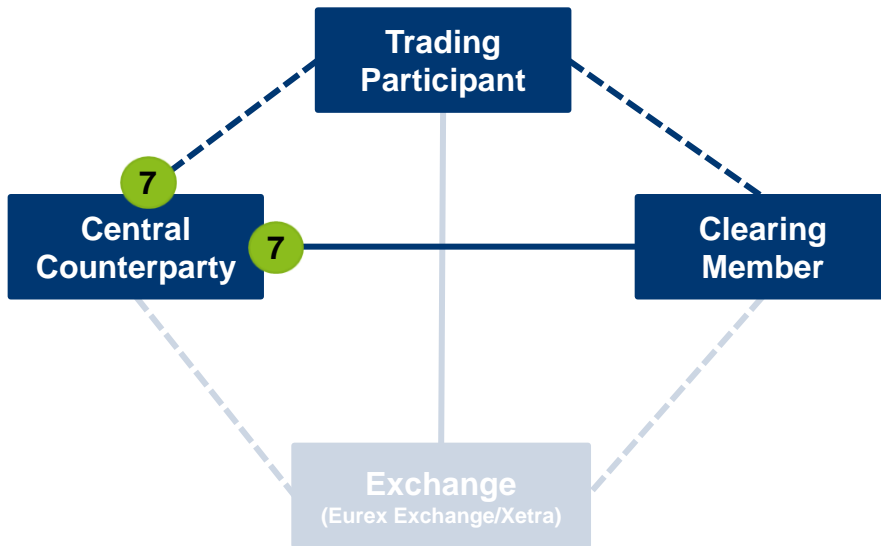 Trading
Participant
7
Central
Counterparty
7
Clearing
Member
Exchange
(Eurex Exchange/Xetra)